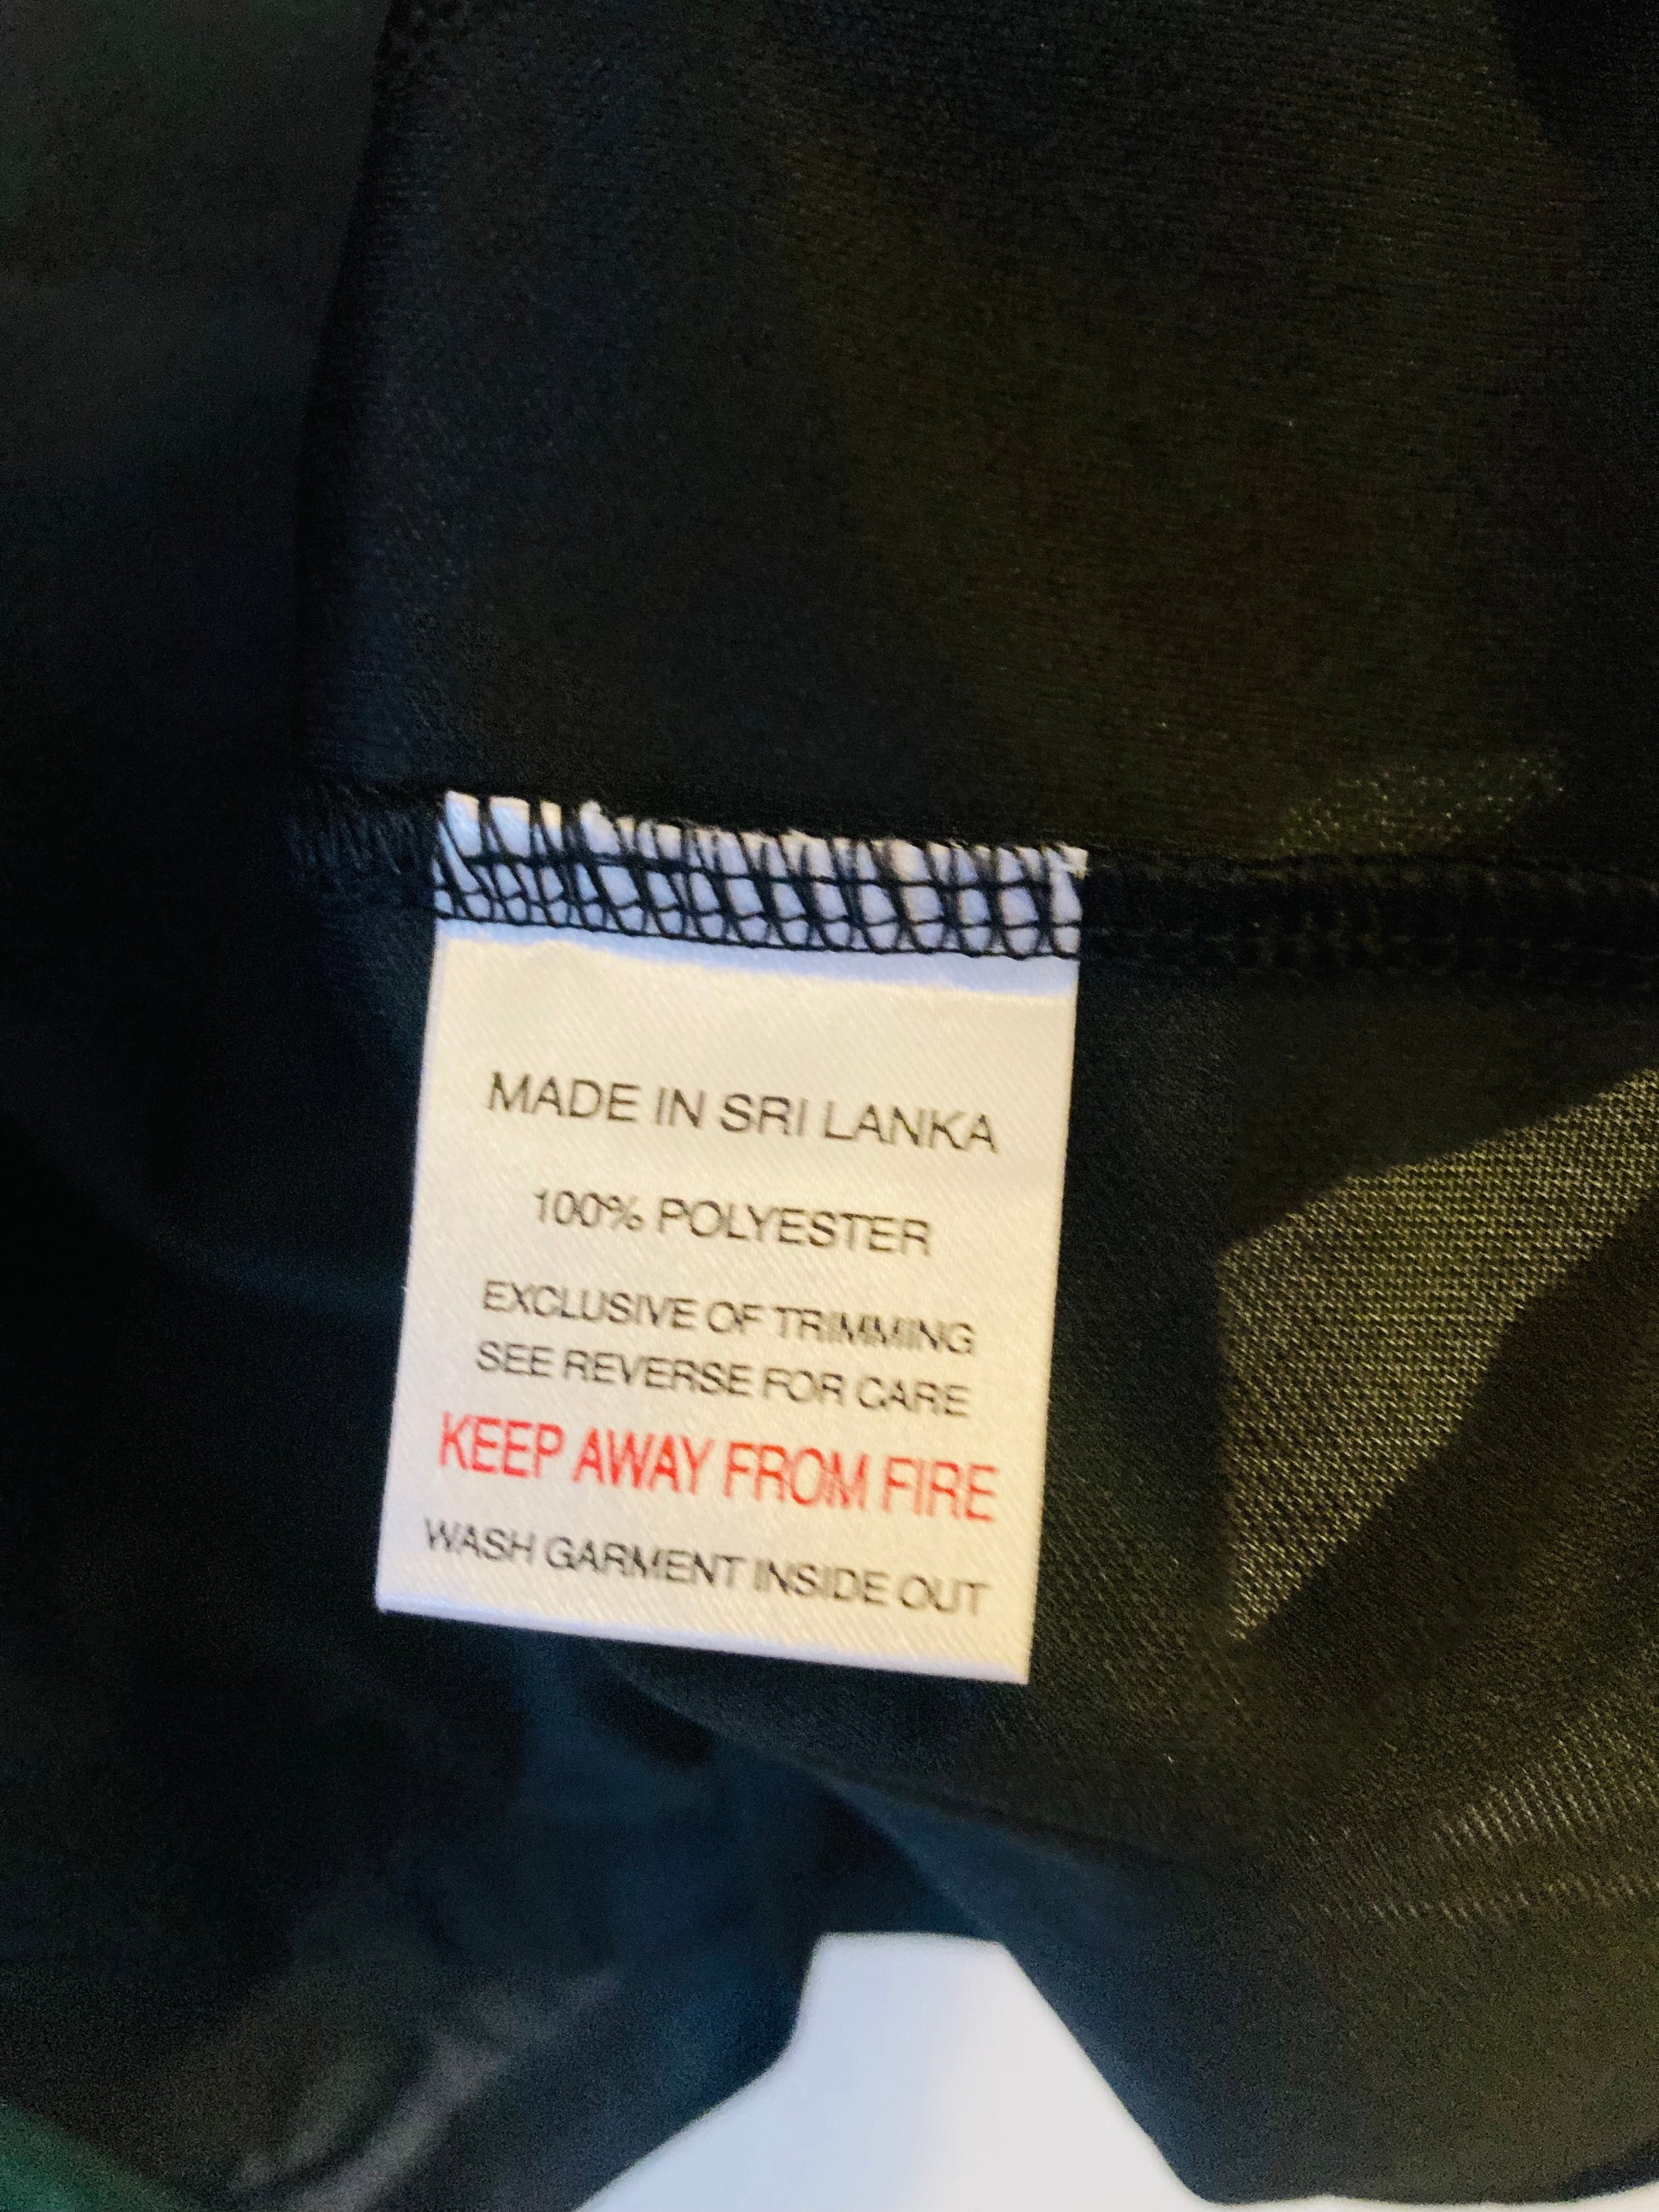 MADE IN SRI LANKA
100% POLYESTER
EXCLUSIVE OF TRIMMING
SEE REVERSE FOR CARE
KEEP AWAY FROM FIRE
WASH GARMENT INSIDE OUT